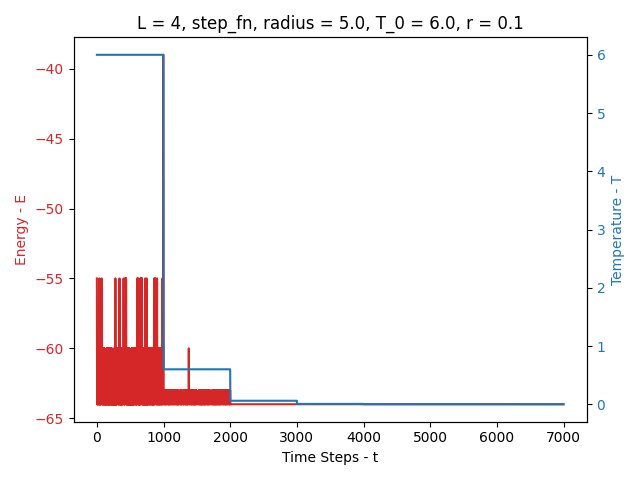 L = 4, step_fn, radius = 5.0, T_0 = 6.0, r = 0.1
−40
−45
−50
−55
−60
−65
Energy - E
6
5
4
3
2
1
0
Temperature - T
0 1000 2000 3000 4000 5000 6000 7000
Time Steps - t